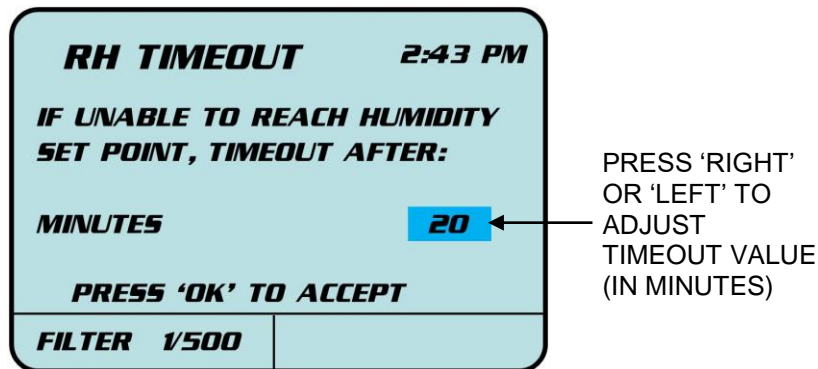 RH TIMEOUT 2:43 PM
IF UNABLE TO REACH HUMIDITY
SET POINT, TIMEOUT AFTER:
MINUTES 20
PRESS ‘OK’ TO ACCEPT
FILTER 1/500
PRESS ‘RIGHT’
OR ‘LEFT’ TO
ADJUST
TIMEOUT VALUE
(IN MINUTES)